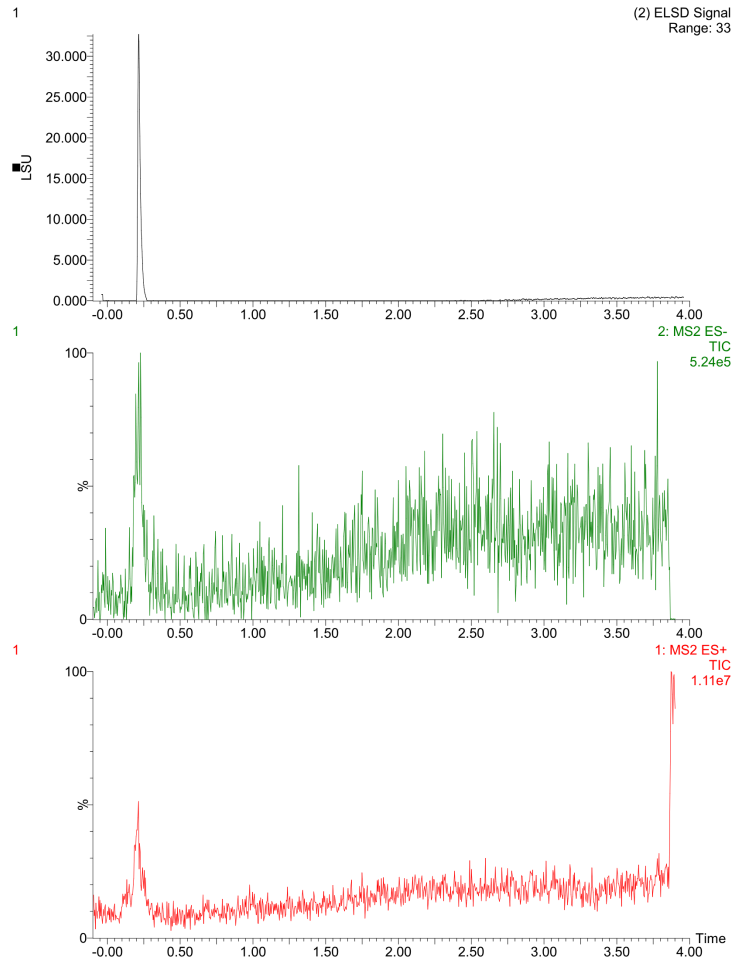 1
(2) ELSD Signal
Range: 33
30.000
25.000
20.000
15.000
10.000
5.000
0.000
LSU
-0.00 0.50 1.00 1.50 2.00 2.50 3.00 3.50 4.00
1
2: MS2 ES-
TIC
5.24e5
100
%
0
-0.00 0.50 1.00 1.50 2.00 2.50 3.00 3.50 4.00
1
1: MS2 ES+
TIC
1.11e7
100
%
0
Time
-0.00 0.50 1.00 1.50 2.00 2.50 3.00 3.50 4.00